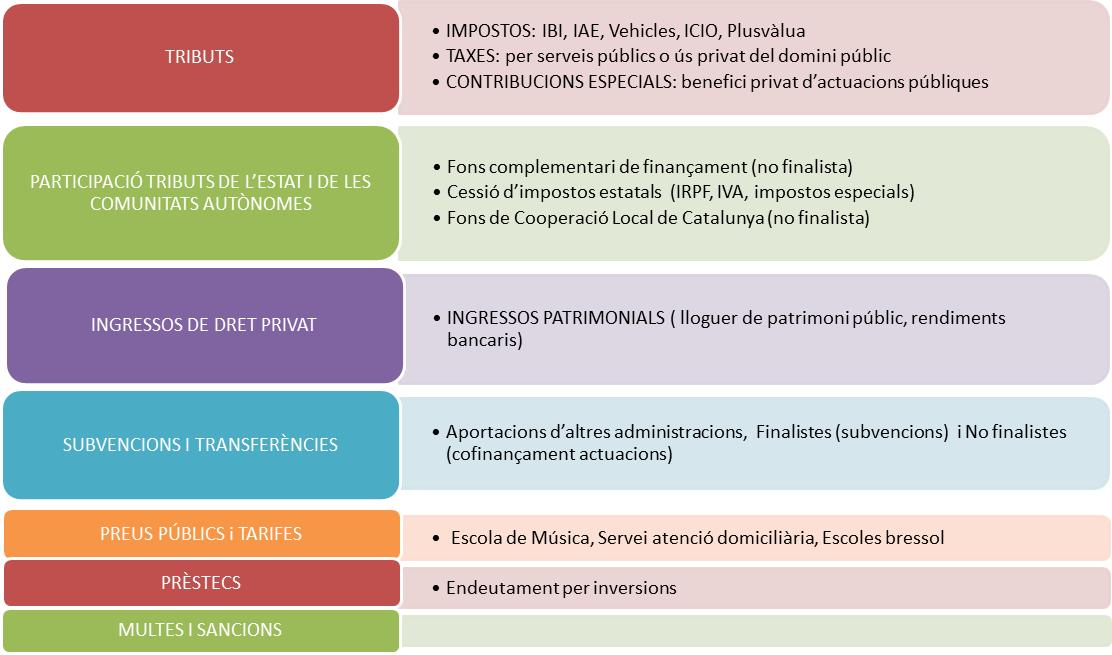 TRIBUTS
• IMPOSTOS: IBI, IAE, Vehicles, ICIO, Plusvàlua
• TAXES: per serveis públics o ús privat del domini públic
• CONTRIBUCIONS ESPECIALS: benefici privat d'actuacions públiques
PARTICIPACIÓ TRIBUTS DE L'ESTAT I DE LES
COMUNITATS AUTÒNOMES
• Fons complementari de finançament (no finalista)
• Cessió d'impostos estatals (IRPF, IVA, impostos especials)
• Fons de Cooperació Local de Catalunya (no finalista)
INGRESSOS DE DRET PRIVAT
• INGRESSOS PATRIMONIALS ( lloguer de patrimoni públic, rendiments
bancaris)
SUBVENCIONS I TRANSFERÈNCIES
• Aportacions d'altres administracions, Finalistes (subvencions) i No finalistes
(cofinançament actuacions)
PREUS PÚBLICS i TARIFES
• Escola de Música, Servei atenció domiciliària, Escoles bressol
PRÈSTECS
• Endeutament per inversions
MULTES I SANCIONS